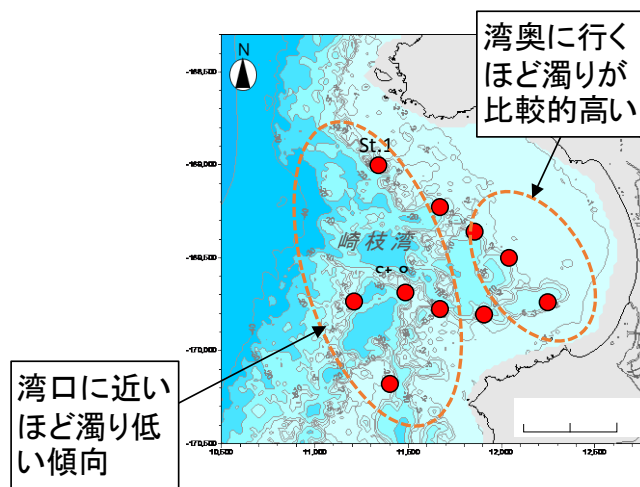 湾奥に行く
ほど濁りが
比較的高い
N
-168,500
St.1
-169,000
崎枝湾
-169,500
-170,000
湾口に近い
ほど濁り低
い傾向
-170,500
10,500 11,000 11,500 12,000 12,500